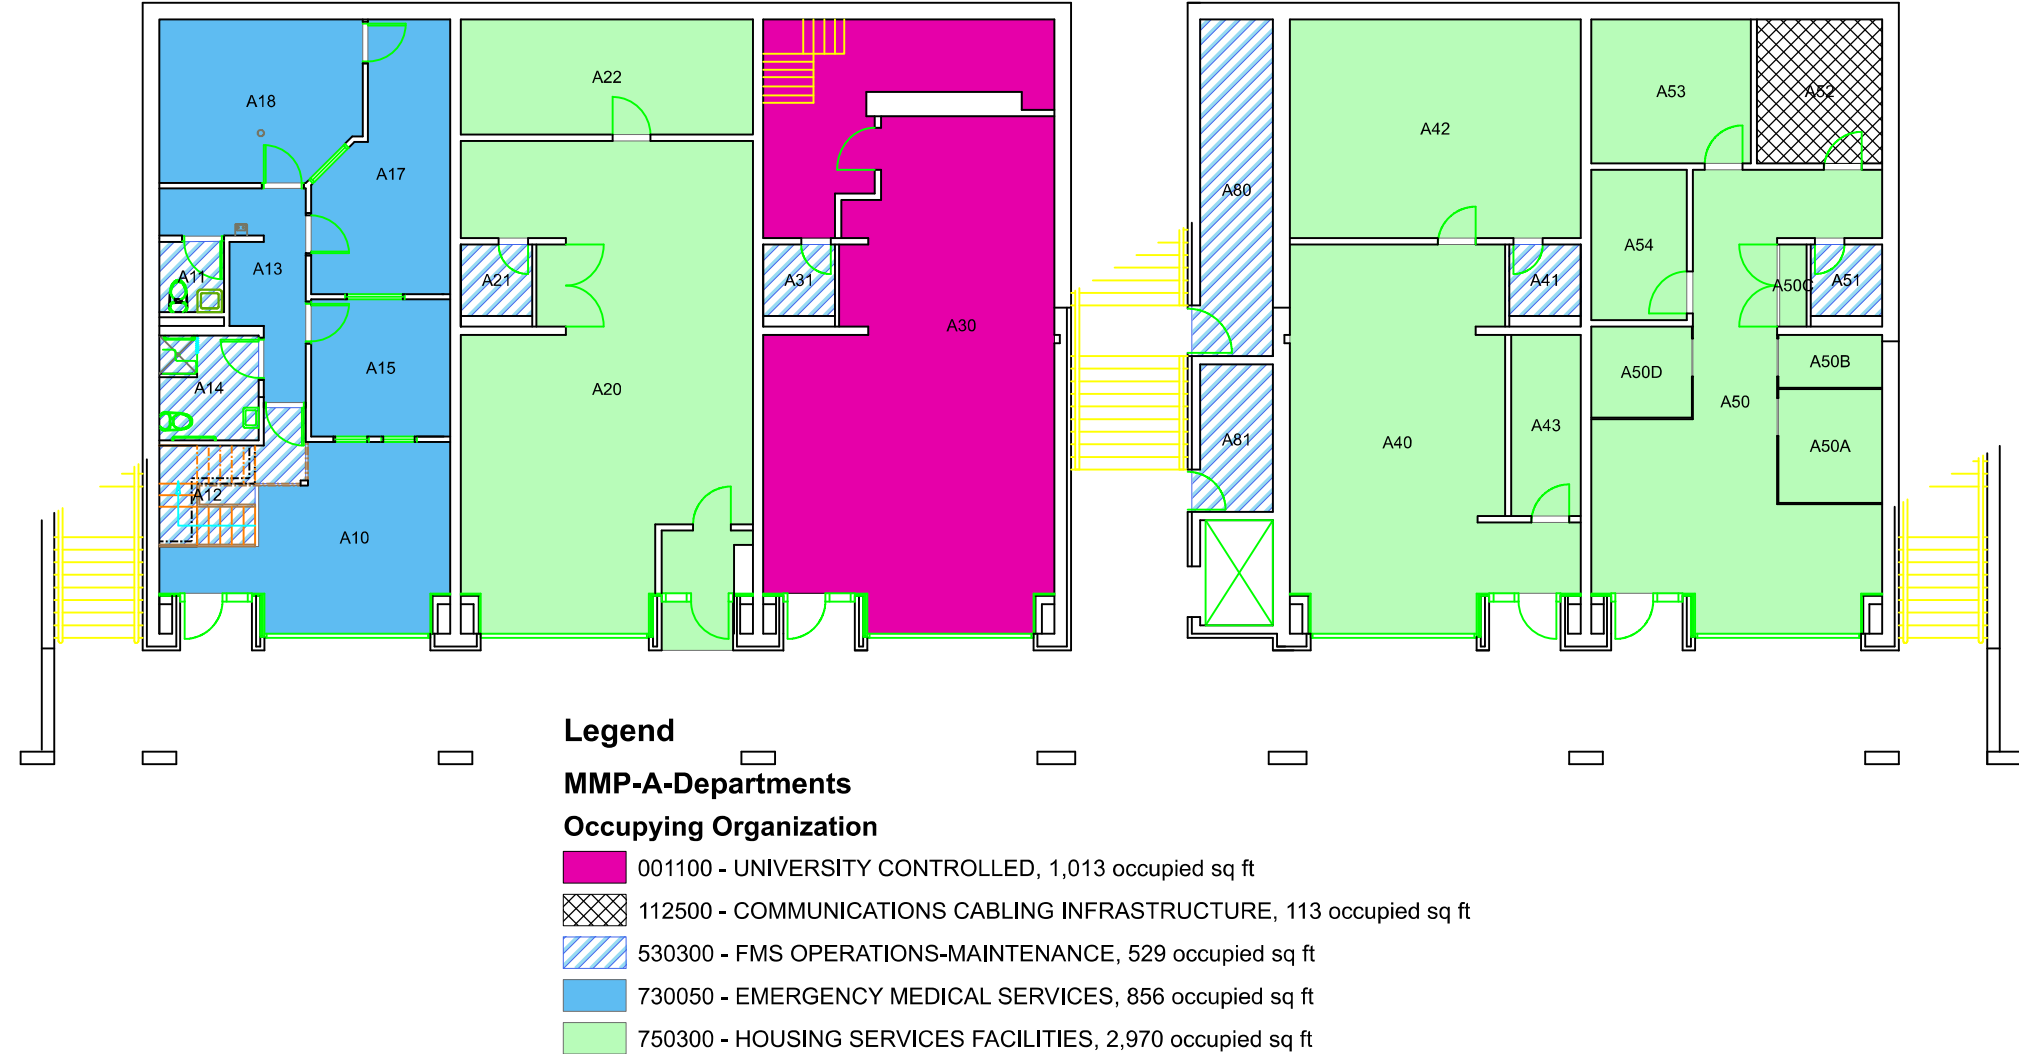 A18
A22
A53
A52
A42
A17
A80
A54
A13
A11
A21
A31
A41
A50C
A51
A30
A15
A14
A20
A50D
A50B
A50
A43
A40
A81
A50A
A12
A10
Legend
MMP-A-Departments
Occupying Organization
001100 - UNIVERSITY CONTROLLED, 1,013 occupied sq ft
112500 - COMMUNICATIONS CABLING INFRASTRUCTURE, 113 occupied sq ft
530300 - FMS OPERATIONS-MAINTENANCE, 529 occupied sq ft
730050 - EMERGENCY MEDICAL SERVICES, 856 occupied sq ft
750300 - HOUSING SERVICES FACILITIES, 2,970 occupied sq ft